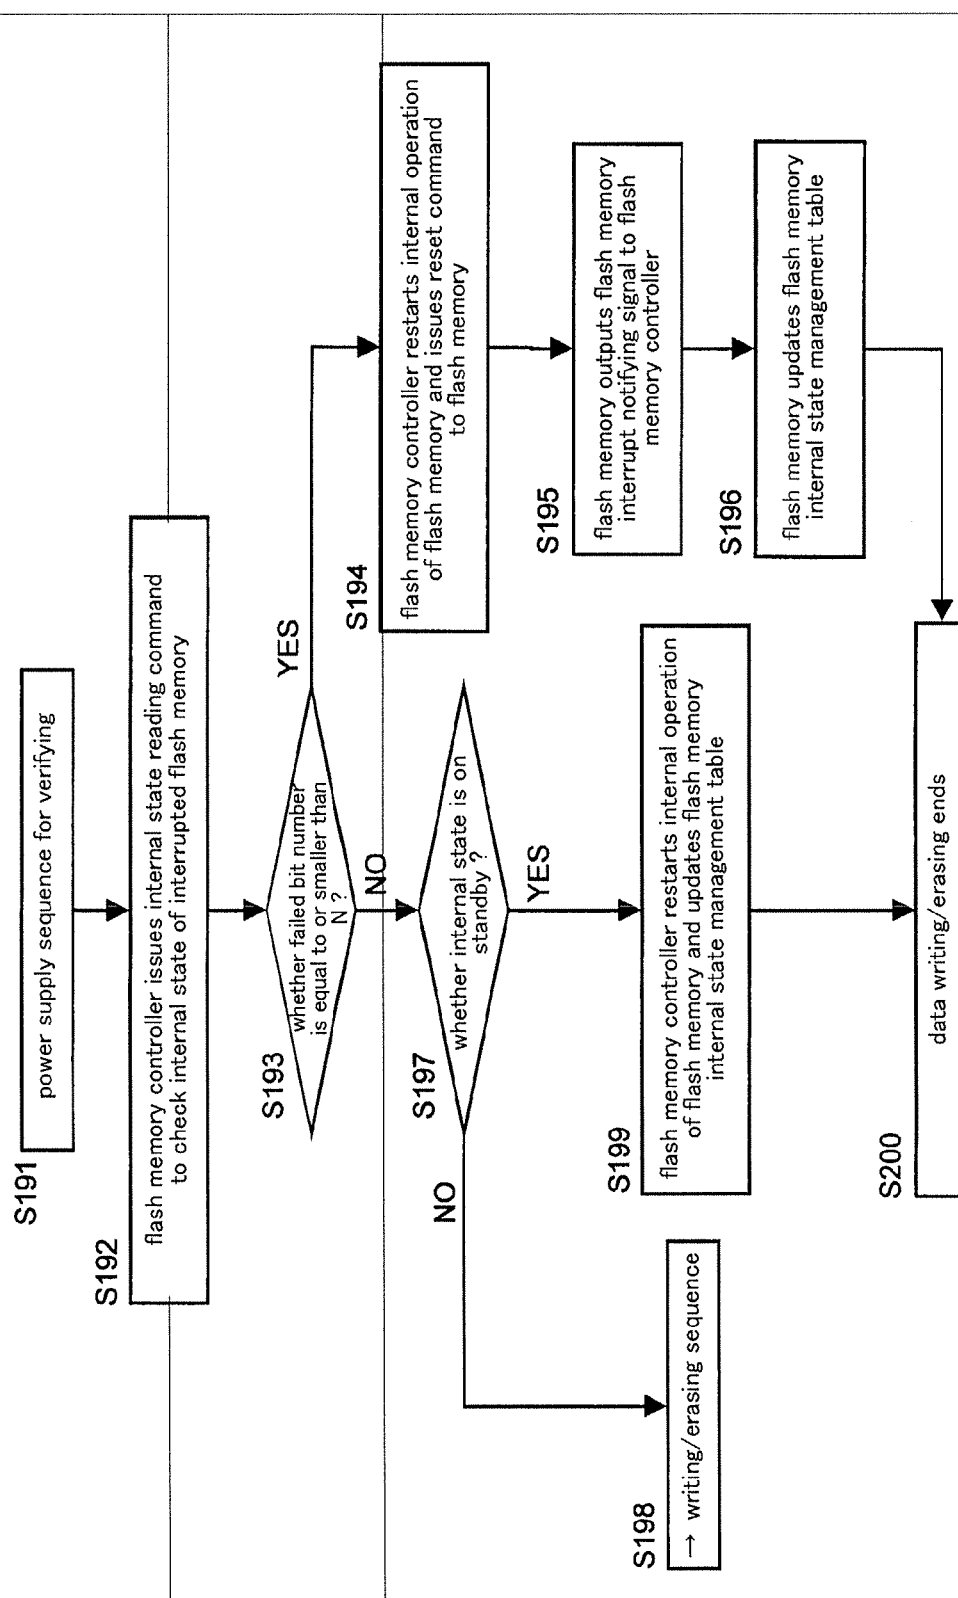 S191
power supply sequence for verifying
S192
flash memory controller issues internal state reading command
to check internal state of interrupted flash memory
S193
whether failed bit number
is equal to or smaller than
N ?
YES
NO
S194
flash memory controller restarts internal operation
of flash memory and issues reset command
to flash memory
S195
flash memory outputs flash memory
interrupt notifying signal to flash
memory controller
S196
flash memory updates flash memory
internal state management table
S197
whether internal state is on
standby ?
NO
YES
S198
→ writing/erasing sequence
S199
flash memory controller restarts internal operation
of flash memory and updates flash memory
internal state management table
S200
data writing/erasing ends